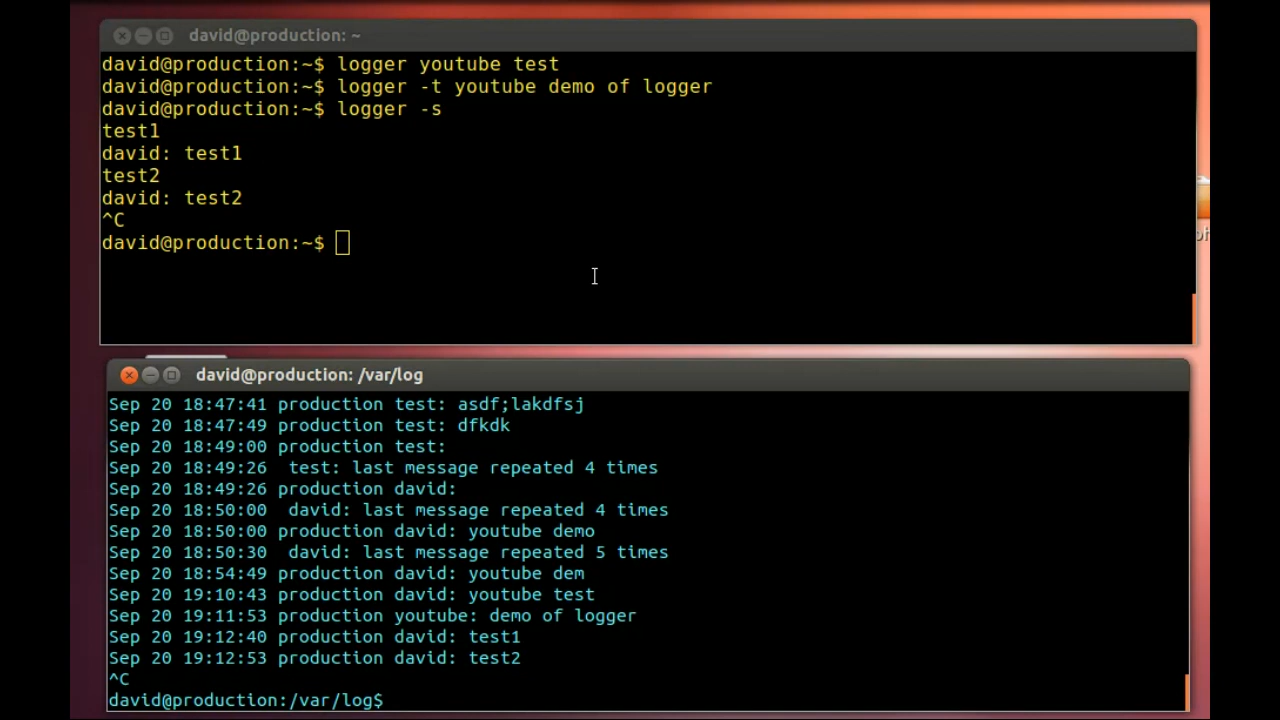 david@production: ~
david@production:~$ logger youtube test
david@production:~$ logger -t youtube demo of logger
david@production:~$ logger -s
test1
david: test1
test2
david: test2
^C
david@production:~$
david@production: /var/log
Sep 20 18:47:41 production test: asdf;lakdfsj
Sep 20 18:47:49 production test: dfkdk
Sep 20 18:49:00 production test:
Sep 20 18:49:26  test: last message repeated 4 times
Sep 20 18:49:26 production david:
Sep 20 18:50:00  david: last message repeated 4 times
Sep 20 18:50:00 production david: youtube demo
Sep 20 18:50:30  david: last message repeated 5 times
Sep 20 18:54:49 production david: youtube dem
Sep 20 19:10:43 production david: youtube test
Sep 20 19:11:53 production youtube: demo of logger
Sep 20 19:12:40 production david: test1
Sep 20 19:12:53 production david: test2
^C
david@production:/var/log$